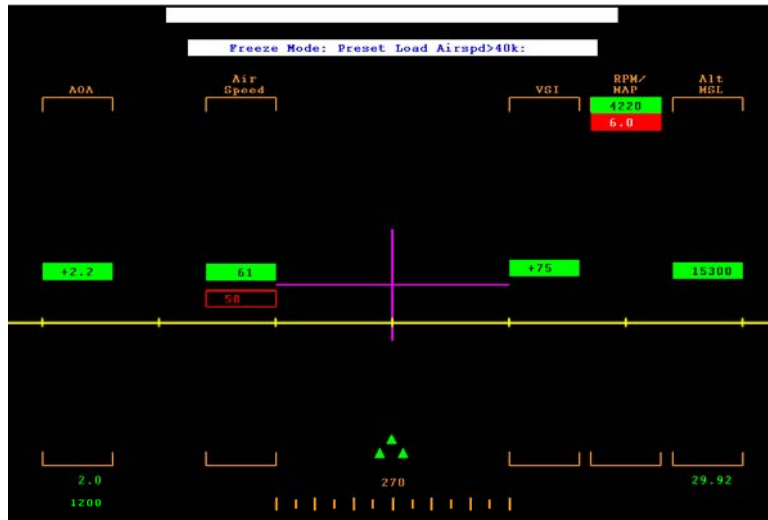 Freeze Mode: Preset Load Airspd>40k:
AOA
Air
Speed
VSI
RPM/
MAP
Alt
MSL
4220
6.0
+2.2
61
+75
15300
58
2.0
270
29.92
1200